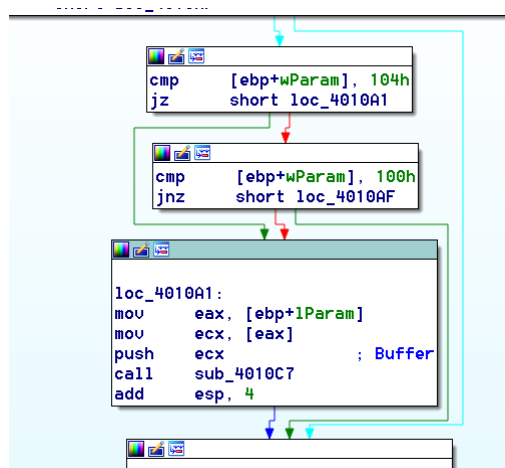 cmp [ebp+wParam], 104h
jz short loc_4010A1
cmp [ebp+wParam], 100h
jnz short loc_4010AF
loc_4010A1:
mov eax, [ebp+lParam]
mov ecx, [eax]
push ecx ; Buffer
call sub_4010C7
add esp, 4